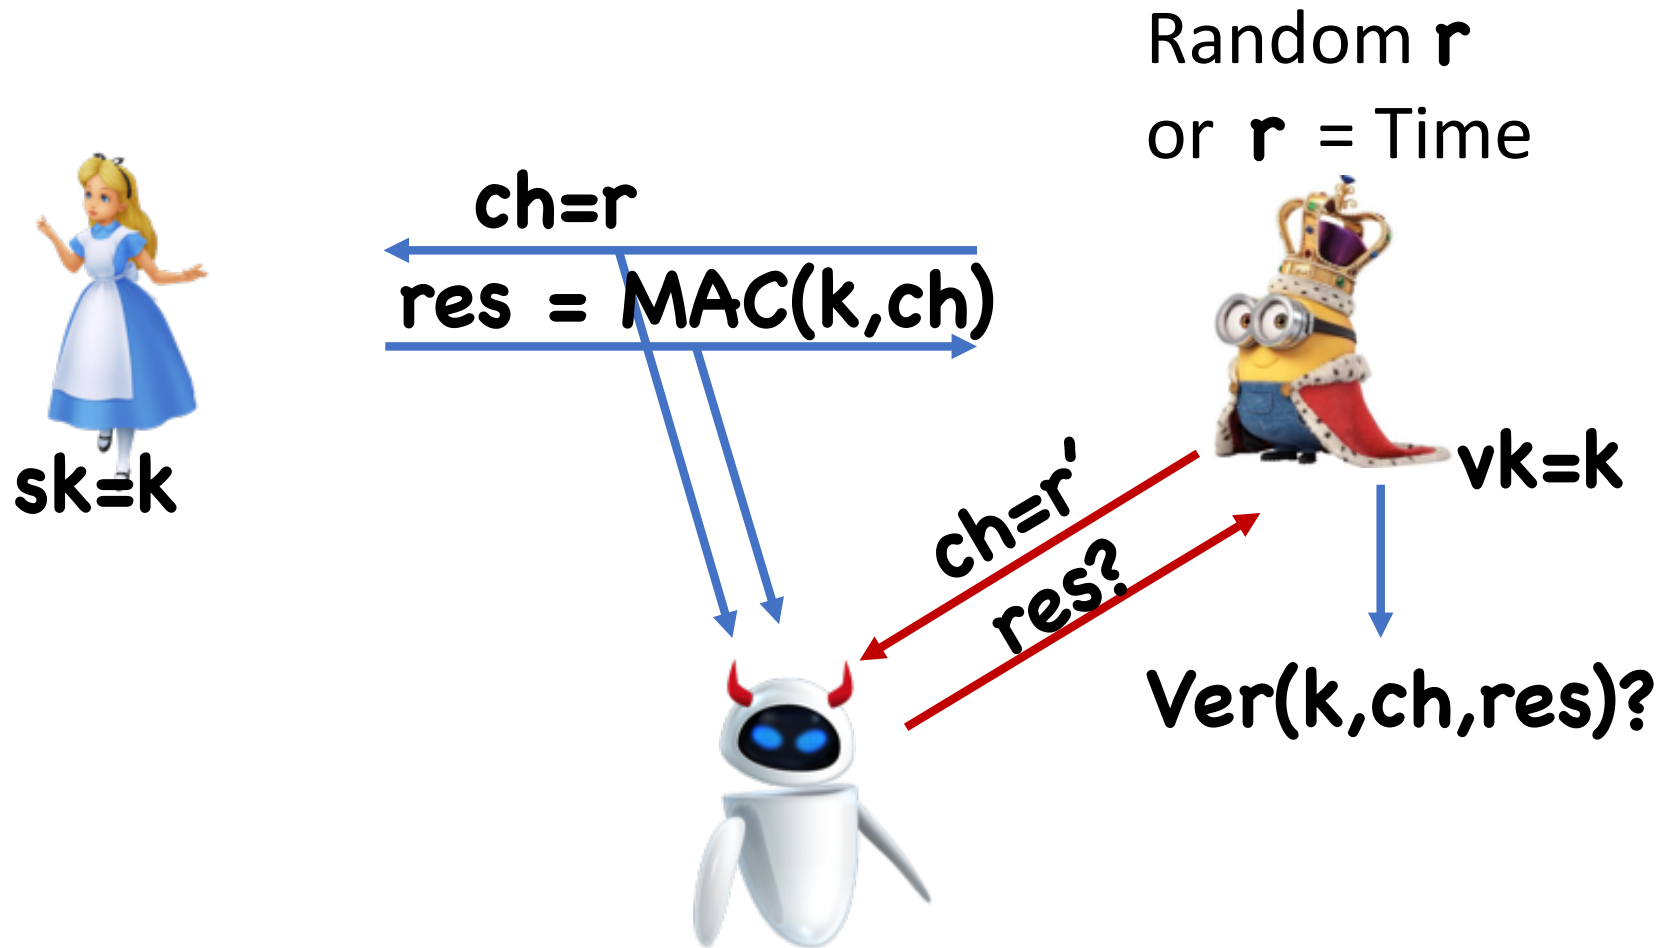 Random r
or r = Time
ch=r
res = MAC(k,ch)
sk=k
vk=k
ch=r'
res?
Ver(k,ch,res)?